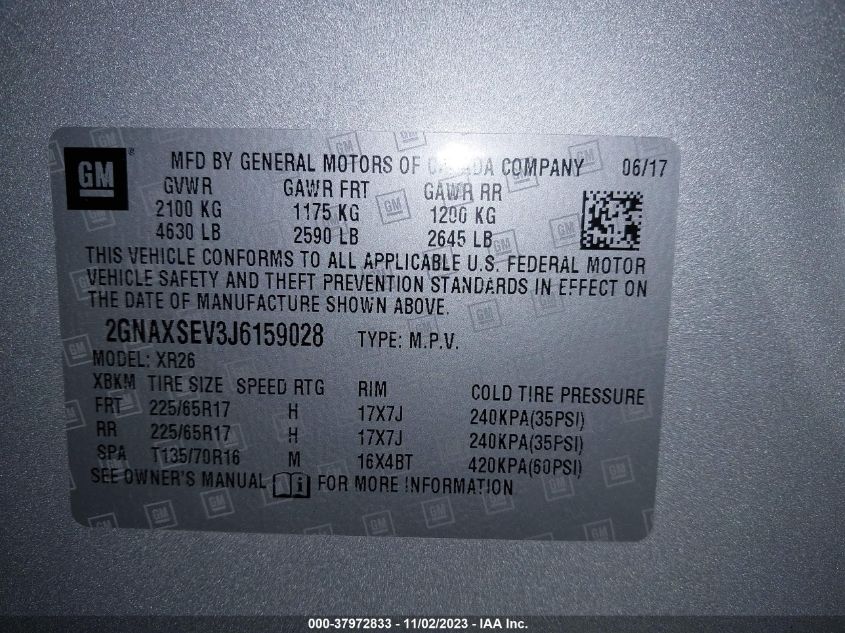 GM ® MFD BY GENERAL MOTORS OF CANADA COMPANY 06/17
GVWR GAWR FRT GAWR RR
2100 KG 1175 KG 1200 KG
4630 LB 2590 LB 2645 LB
THIS VEHICLE CONFORMS TO ALL APPLICABLE U.S. FEDERAL MOTOR
VEHICLE SAFETY AND THEFT PREVENTION STANDARDS IN EFFECT ON
THE DATE OF MANUFACTURE SHOWN ABOVE.
2GNAXSEV3J6159028 TYPE: M.P.V.
MODEL: XR26
XBKM TIRE SIZE SPEED RTG RIM COLD TIRE PRESSURE
FRT 225/65R17 H 17X7J 240KPA(35PSI)
RR 225/65R17 H 17X7J 240KPA(35PSI)
SPA T135/70R16 M 16X4BT 420KPA(60PSI)
SEE OWNER'S MANUAL FOR MORE INFORMATION
000-37972833 - 11/02/2023 - IAA Inc.